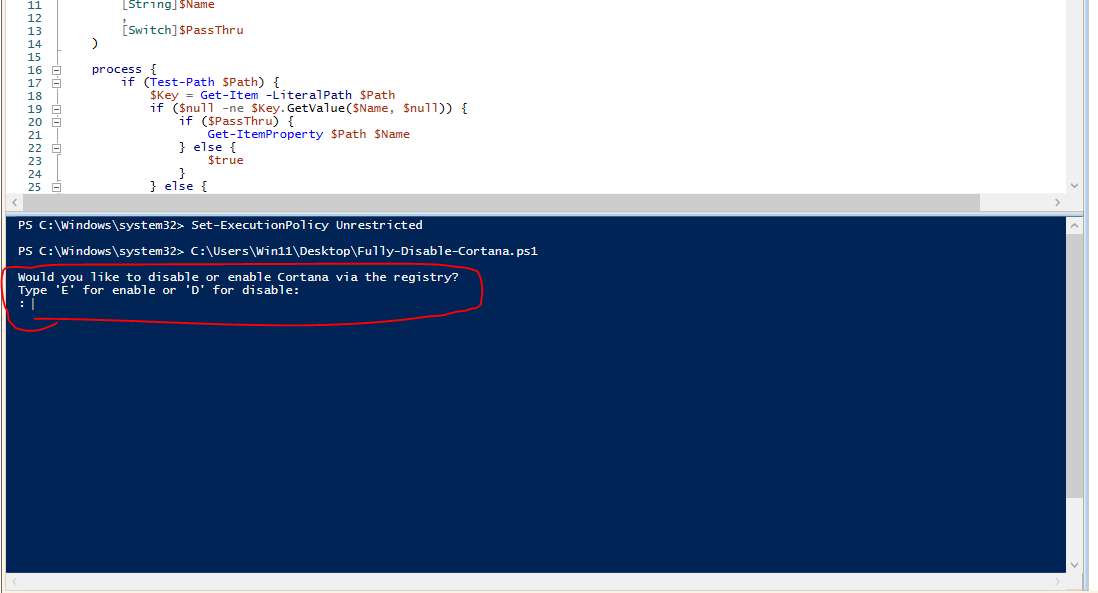 11 [String]$Name
12 ,
13 [Switch]$PassThru
14 )
15
16 process {
17 if (Test-Path $Path) {
18 $Key = Get-Item -LiteralPath $Path
19 if ($null -ne $Key.GetValue($Name, $null)) {
20 if ($PassThru) {
21 Get-ItemProperty $Path $Name
22 } else {
23 $true
24 }
25 } else {
PS C:\Windows\system32> Set-ExecutionPolicy Unrestricted
PS C:\Windows\system32> C:\Users\Win11\Desktop\Fully-Disable-Cortana.ps1
Would you like to disable or enable Cortana via the registry?
Type 'E' for enable or 'D' for disable:
: